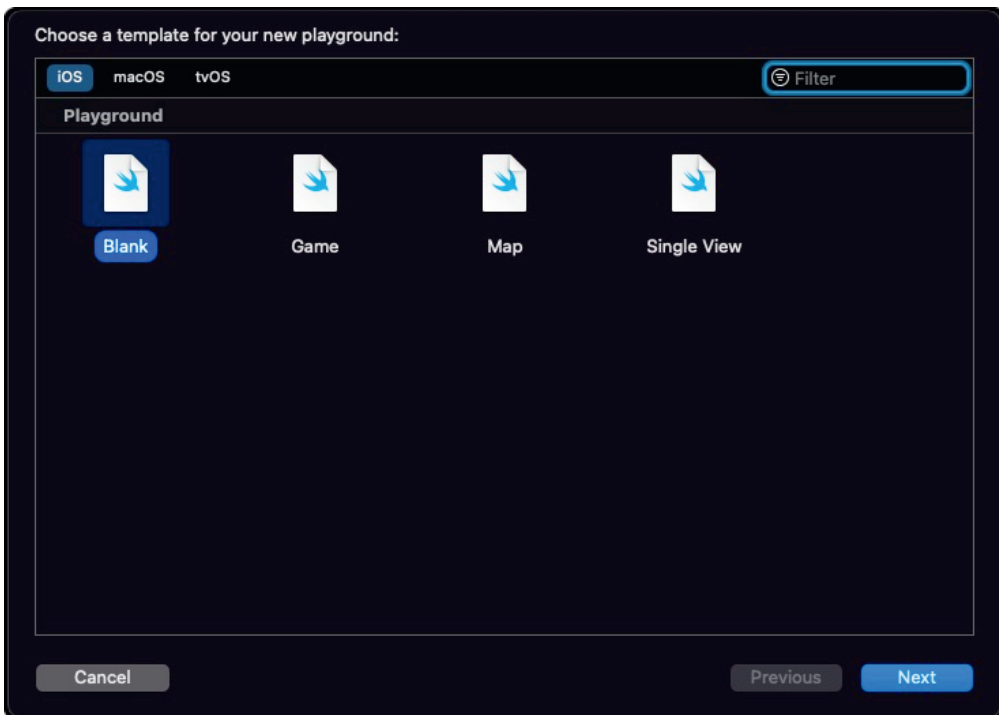 Choose a template for your new playground:
iOS macOS tvOS Filter
Playground
Blank Game Map Single View
Cancel Previous Next